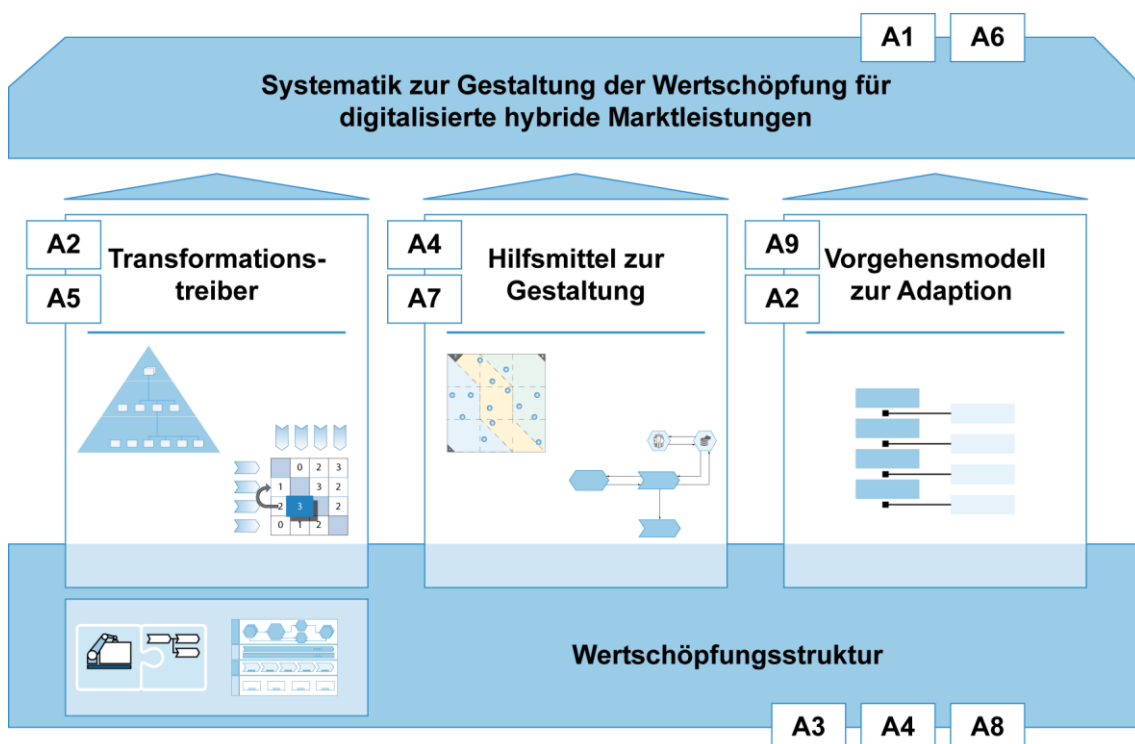 A1 A6
Systematik zur Gestaltung der Wertschöpfung für
digitalisierte hybride Marktleistungen
A2
A5
Transformations-
treiber
A4
A7
Hilfsmittel zur
Gestaltung
A9
A2
Vorgehensmodell
zur Adaption
0 2 3
1 3 2
2 3 2
0 1 2
Wertschöpfungsstruktur
A3 A4 A8